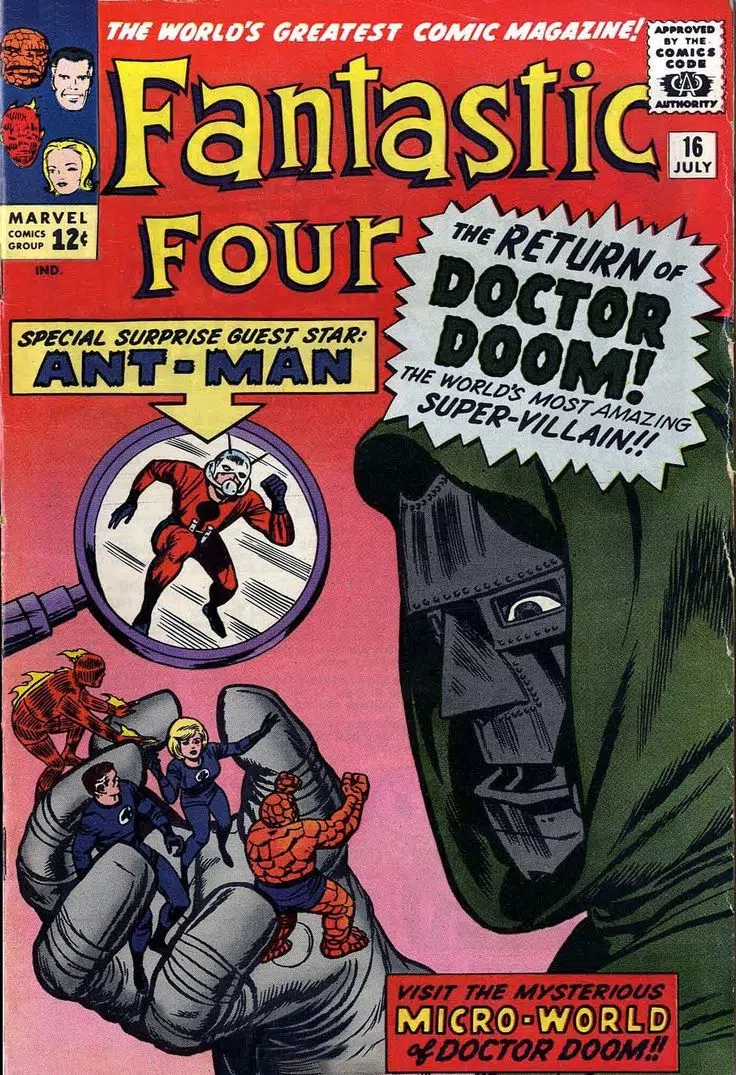 THE WORLD'S GREATEST COMIC MAGAZINE!
APPROVED
BY THE
COMICS
CODE
CA
AUTHORITY
Fantastic
Four
16
JULY
MARVEL
COMICS
GROUP 12¢
IND.
THE RETURN OF
DOCTOR
DOOM!
THE WORLD'S MOST AMAZING
SUPER-VILLAIN!!
SPECIAL SURPRISE GUEST STAR:
ANT-MAN
4
4
VISIT THE MYSTERIOUS
MICRO-WORLD
of DOCTOR DOOM!!